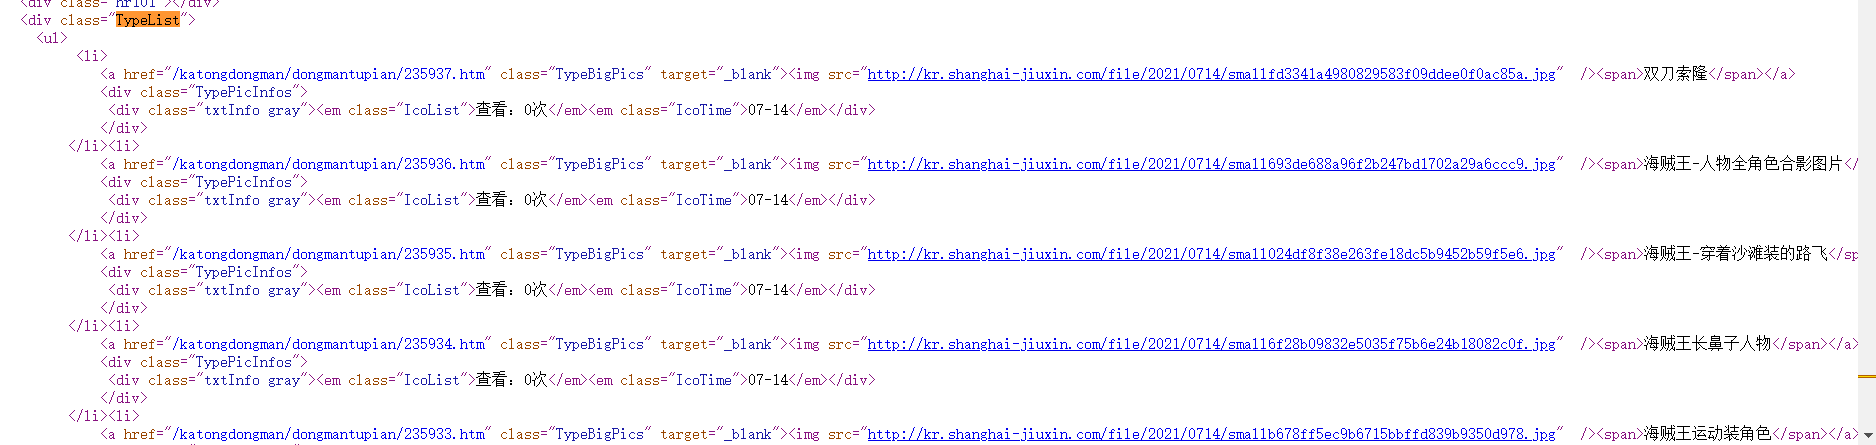 <div class="hr101"></div>
<div class="TypeList">
<ul>
<li>
<a href="/katongdongman/dongmantupian/235937.htm" class="TypeBigPics" target="_blank"><img src="http://kr.shanghai-jiuxin.com/file/2021/0714/smallfd3341a4980829583f09ddee0f0ac85a.jpg" /><span>双刀索隆</span></a>
<div class="TypePicInfos">
<div class="txtInfo gray"><em class="IcoList">查看：0次</em><em class="IcoTime">07-14</em></div>
</div>
</li><li>
<a href="/katongdongman/dongmantupian/235936.htm" class="TypeBigPics" target="_blank"><img src="http://kr.shanghai-jiuxin.com/file/2021/0714/small693de688a96f2b247bd1702a29a6ccc9.jpg" /><span>海贼王-人物全角色合影图片</
<div class="TypePicInfos">
<div class="txtInfo gray"><em class="IcoList">查看：0次</em><em class="IcoTime">07-14</em></div>
</div>
</li><li>
<a href="/katongdongman/dongmantupian/235935.htm" class="TypeBigPics" target="_blank"><img src="http://kr.shanghai-jiuxin.com/file/2021/0714/small024df8f38e263fe18dc5b9452b59f5e6.jpg" /><span>海贼王-穿着沙滩装的路飞</sp
<div class="TypePicInfos">
<div class="txtInfo gray"><em class="IcoList">查看：0次</em><em class="IcoTime">07-14</em></div>
</div>
</li><li>
<a href="/katongdongman/dongmantupian/235934.htm" class="TypeBigPics" target="_blank"><img src="http://kr.shanghai-jiuxin.com/file/2021/0714/small6f28b09832e5035f75b6e24b18082c0f.jpg" /><span>海贼王长鼻子人物</span></a>
<div class="TypePicInfos">
<div class="txtInfo gray"><em class="IcoList">查看：0次</em><em class="IcoTime">07-14</em></div>
</div>
</li><li>
<a href="/katongdongman/dongmantupian/235933.htm" class="TypeBigPics" target="_blank"><img src="http://kr.shanghai-jiuxin.com/file/2021/0714/smallb678ff5ec9b6715bbffd839b9350d978.jpg" /><span>海贼王运动装角色</span></a>